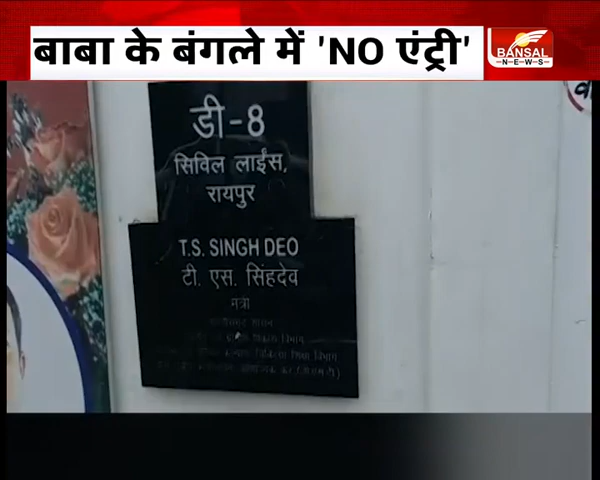 बाबा के बंगले में 'NO एंट्री'
BANSAL
NEWS
डी-8
सिविल लाईंस,
रायपुर
T.S. SINGH DEO
टी. एस. सिंहदेव
मंत्री
विभाग
चिकित्सा शिक्षा विभाग